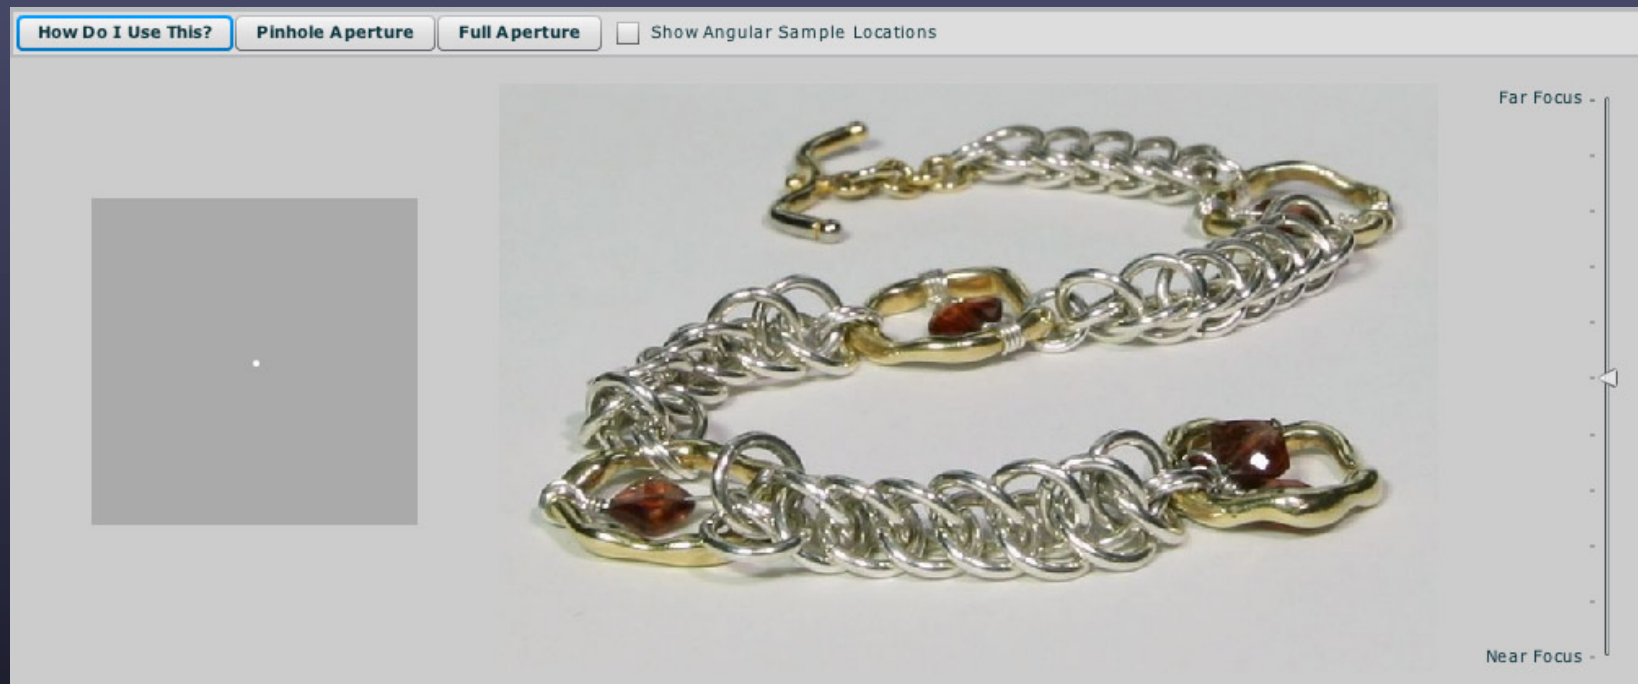 How Do I Use This? Pinhole Aperture Full Aperture Show Angular Sample Locations
Far Focus
Near Focus